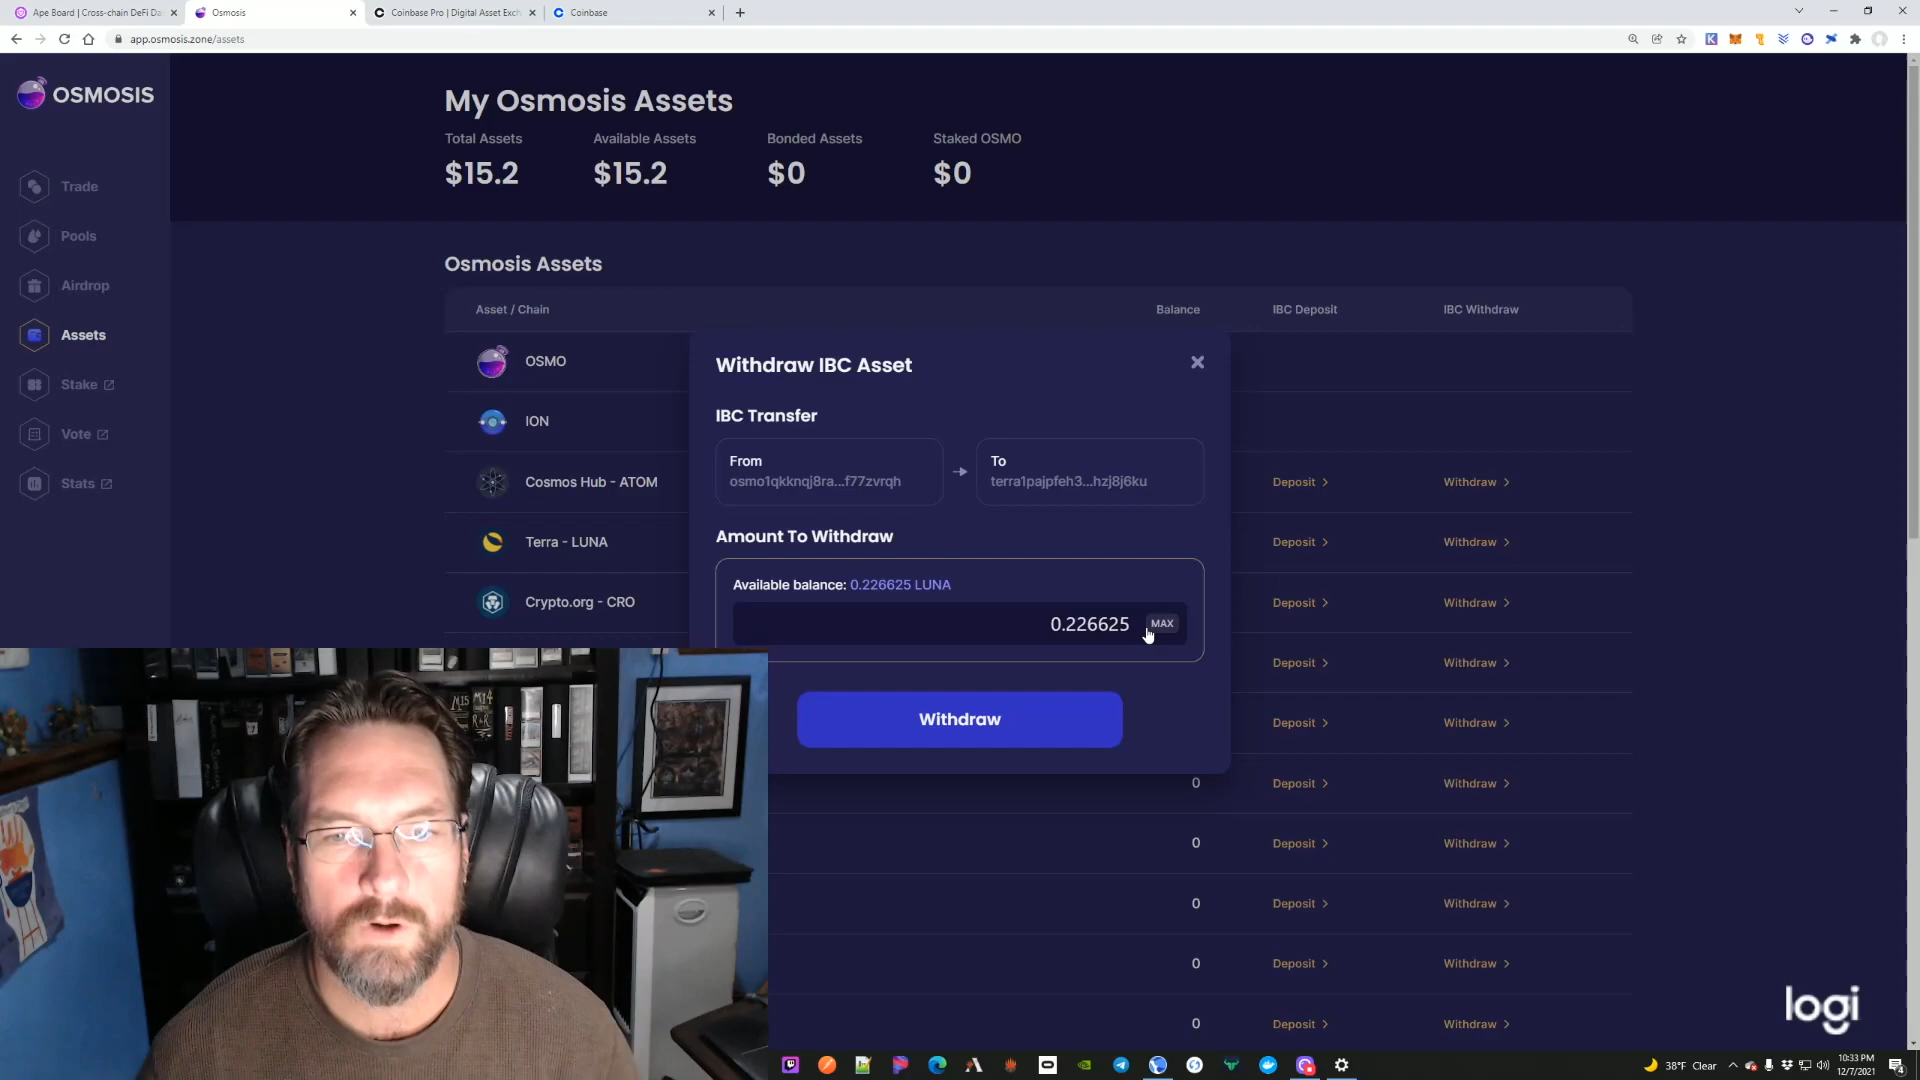 Ape Board | Cross-chain DeFi Da
Osmosis
Coinbase Pro | Digital Asset Exch
Coinbase
app.osmosis.zone/assets
OSMOSIS
Trade
Pools
Airdrop
Assets
Stake
Vote
Stats
My Osmosis Assets
Total Assets
Available Assets
Bonded Assets
Staked OSMO
$15.2
$15.2
$0
$0
Osmosis Assets
Asset / Chain
Balance
IBC Deposit
IBC Withdraw
OSMO
ION
Cosmos Hub - ATOM
Deposit
Withdraw
Terra - LUNA
Deposit
Withdraw
Crypto.org - CRO
Deposit
Withdraw
Deposit
Withdraw
Deposit
Withdraw
0
Deposit
Withdraw
0
Deposit
Withdraw
0
Deposit
Withdraw
0
Deposit
Withdraw
0
Deposit
Withdraw
Withdraw IBC Asset
IBC Transfer
From
osmo1qkknqj8ra...f77zvrqh
To
terra1pajpfeh3...hzj8j6ku
Amount To Withdraw
Available balance: 0.226625 LUNA
0.226625
MAX
Withdraw
M15
MY4
R&R
logi
38°F Clear
10:33 PM
12/7/2021